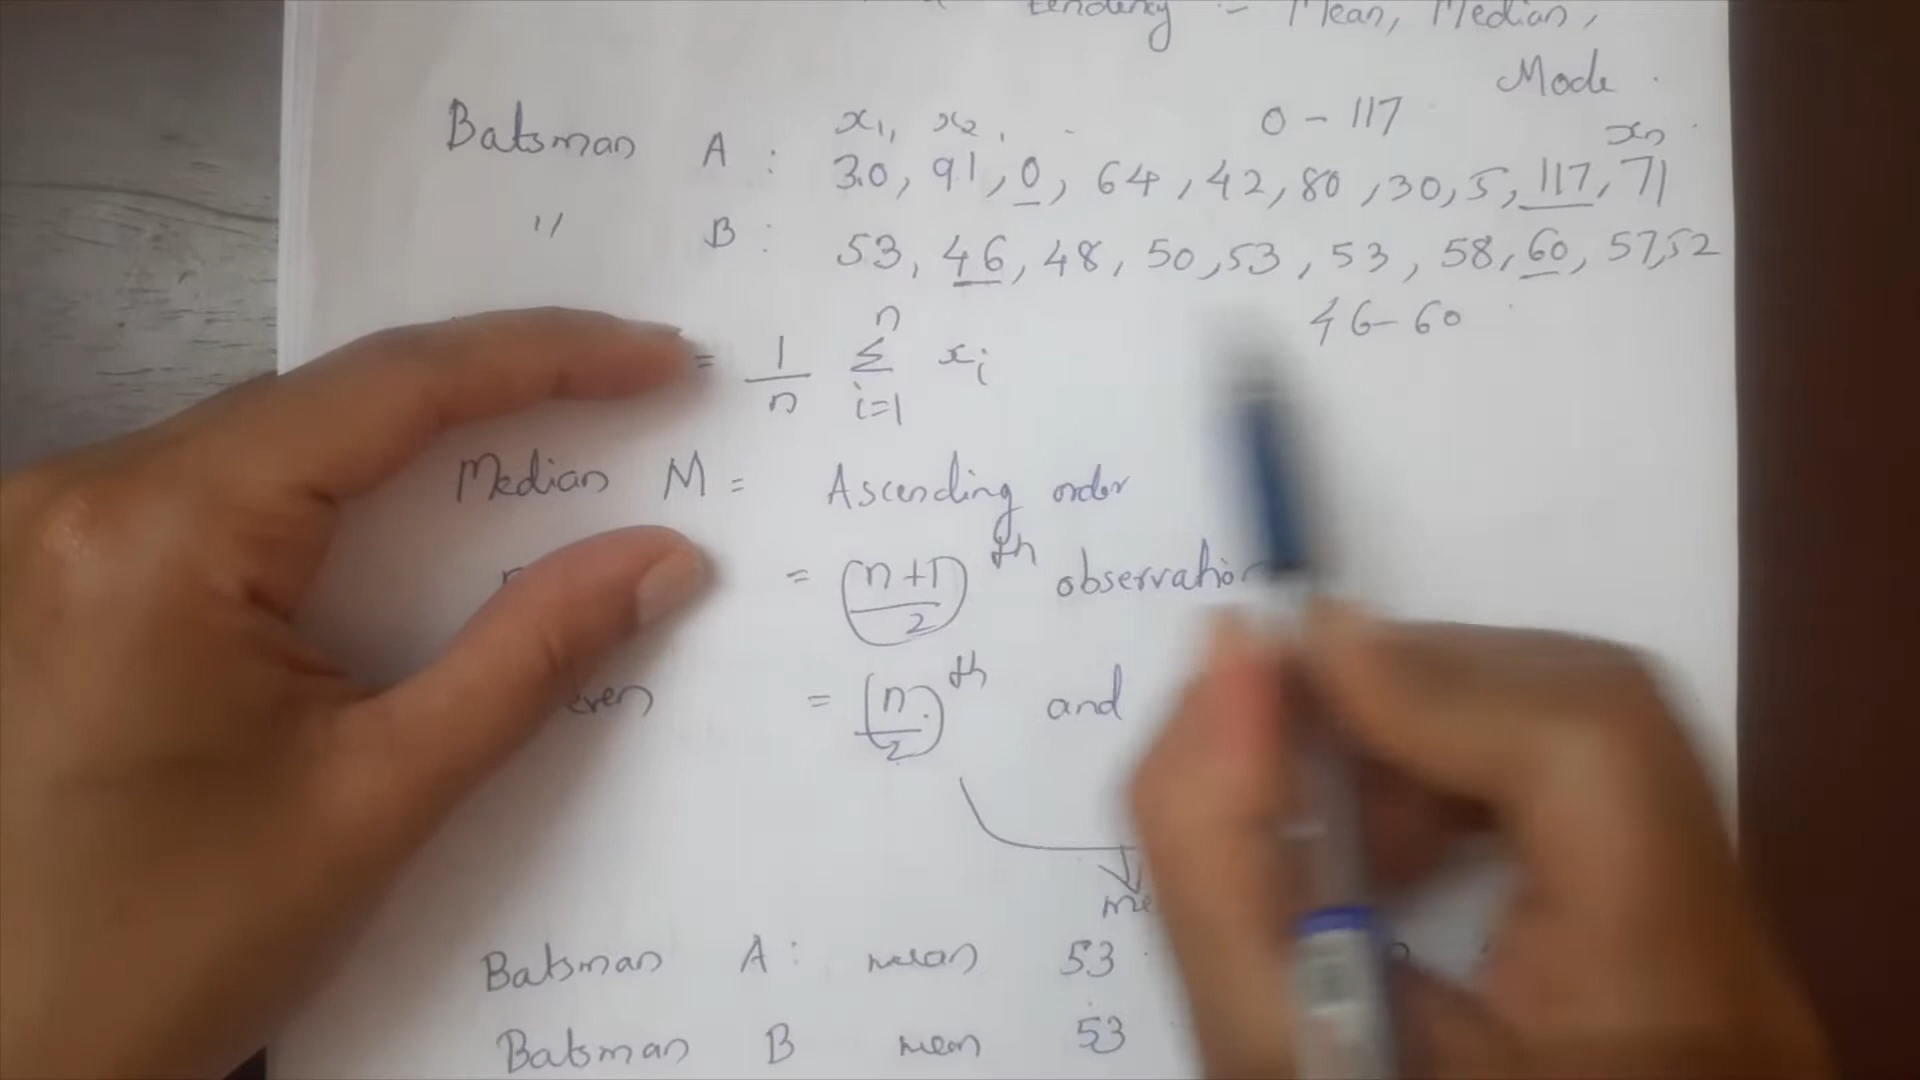 tendency :- Mean, Median,
Mode .
x₁, x₂, . - 0 - 117 xₙ
Batsman A : 30, 91, 0, 64, 42, 80, 30, 5, 117, 71
" B : 53, 46, 48, 50, 53, 53, 58, 60, 57, 52
46-60
= 1/n n Σ i=1 xᵢ
Median M = Ascending order
= (n+1/2)th observation
even = (n/2)th and
Batsman A : mean 53
Batsman B mean 53